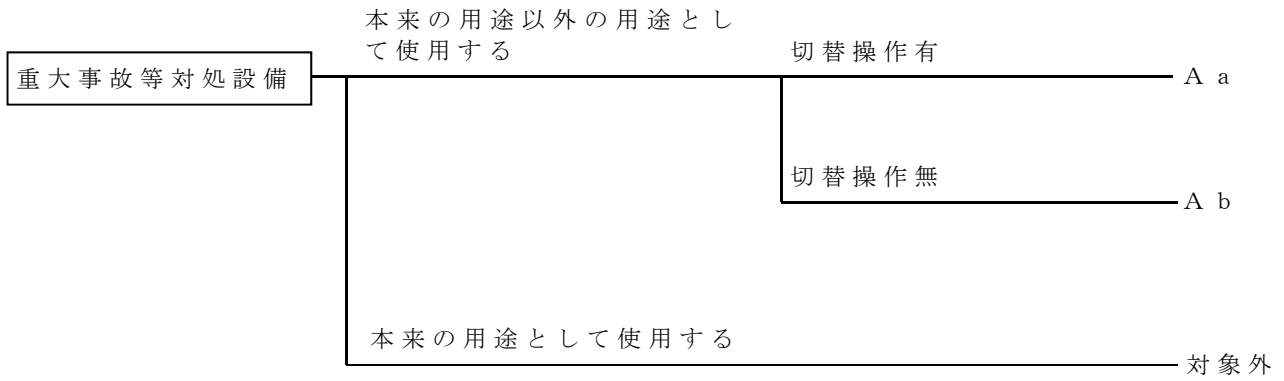 本来の用途以外の用途とし
て使用する
切替操作有
重大事故等対処設備
Aa
切替操作無
Ab
本来の用途として使用する
対象外